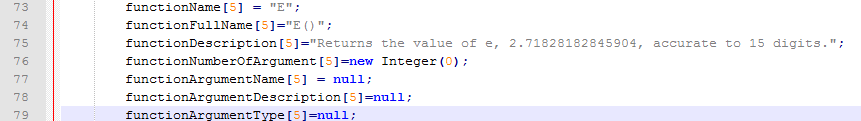 73 functionName[5] = "E";
74 functionFullName[5]="E()";
75 functionDescription[5]="Returns the value of e, 2.71828182845904, accurate to 15 digits.";
76 functionNumberOfArgument[5]=new Integer(0);
77 functionArgumentName[5] = null;
78 functionArgumentDescription[5]=null;
79 functionArgumentType[5]=null;